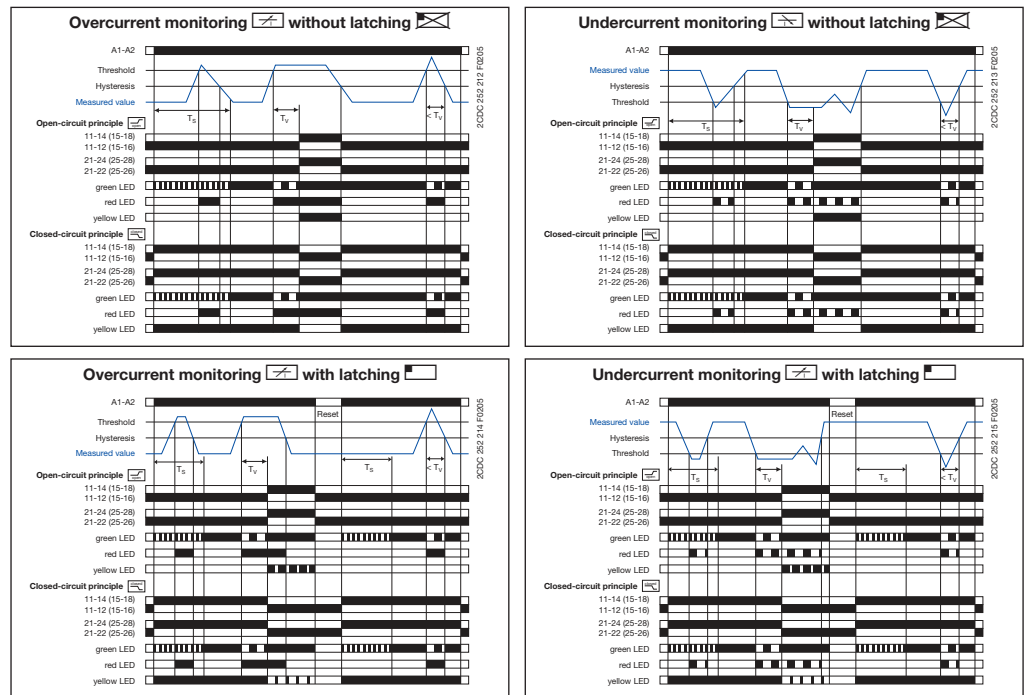 Overcurrent monitoring without latching
A1-A2
Threshold
Hysteresis
Measured value
TS
TV
< TV
Open-circuit principle open
11-14 (15-18)
11-12 (15-16)
21-24 (25-28)
21-22 (25-26)
green LED
red LED
yellow LED
Closed-circuit principle closed
11-14 (15-18)
11-12 (15-16)
21-24 (25-28)
21-22 (25-26)
green LED
red LED
yellow LED
2CDC 252 212 F0205
Undercurrent monitoring without latching
A1-A2
Measured value
Hysteresis
Threshold
TS
TV
< TV
Open-circuit principle open
11-14 (15-18)
11-12 (15-16)
21-24 (25-28)
21-22 (25-26)
green LED
red LED
yellow LED
Closed-circuit principle closed
11-14 (15-18)
11-12 (15-16)
21-24 (25-28)
21-22 (25-26)
green LED
red LED
yellow LED
2CDC 252 213 F0205
Overcurrent monitoring with latching
A1-A2
Reset
Threshold
Hysteresis
Measured value
TS
TV
TS
< TV
Open-circuit principle open
11-14 (15-18)
11-12 (15-16)
21-24 (25-28)
21-22 (25-26)
green LED
red LED
yellow LED
Closed-circuit principle closed
11-14 (15-18)
11-12 (15-16)
21-24 (25-28)
21-22 (25-26)
green LED
red LED
yellow LED
2CDC 252 214 F0205
Undercurrent monitoring with latching
A1-A2
Reset
Measured value
Hysteresis
Threshold
TS
TV
TS
< TV
Open-circuit principle open
11-14 (15-18)
11-12 (15-16)
21-24 (25-28)
21-22 (25-26)
green LED
red LED
yellow LED
Closed-circuit principle closed
11-14 (15-18)
11-12 (15-16)
21-24 (25-28)
21-22 (25-26)
green LED
red LED
yellow LED
2CDC 252 215 F0205